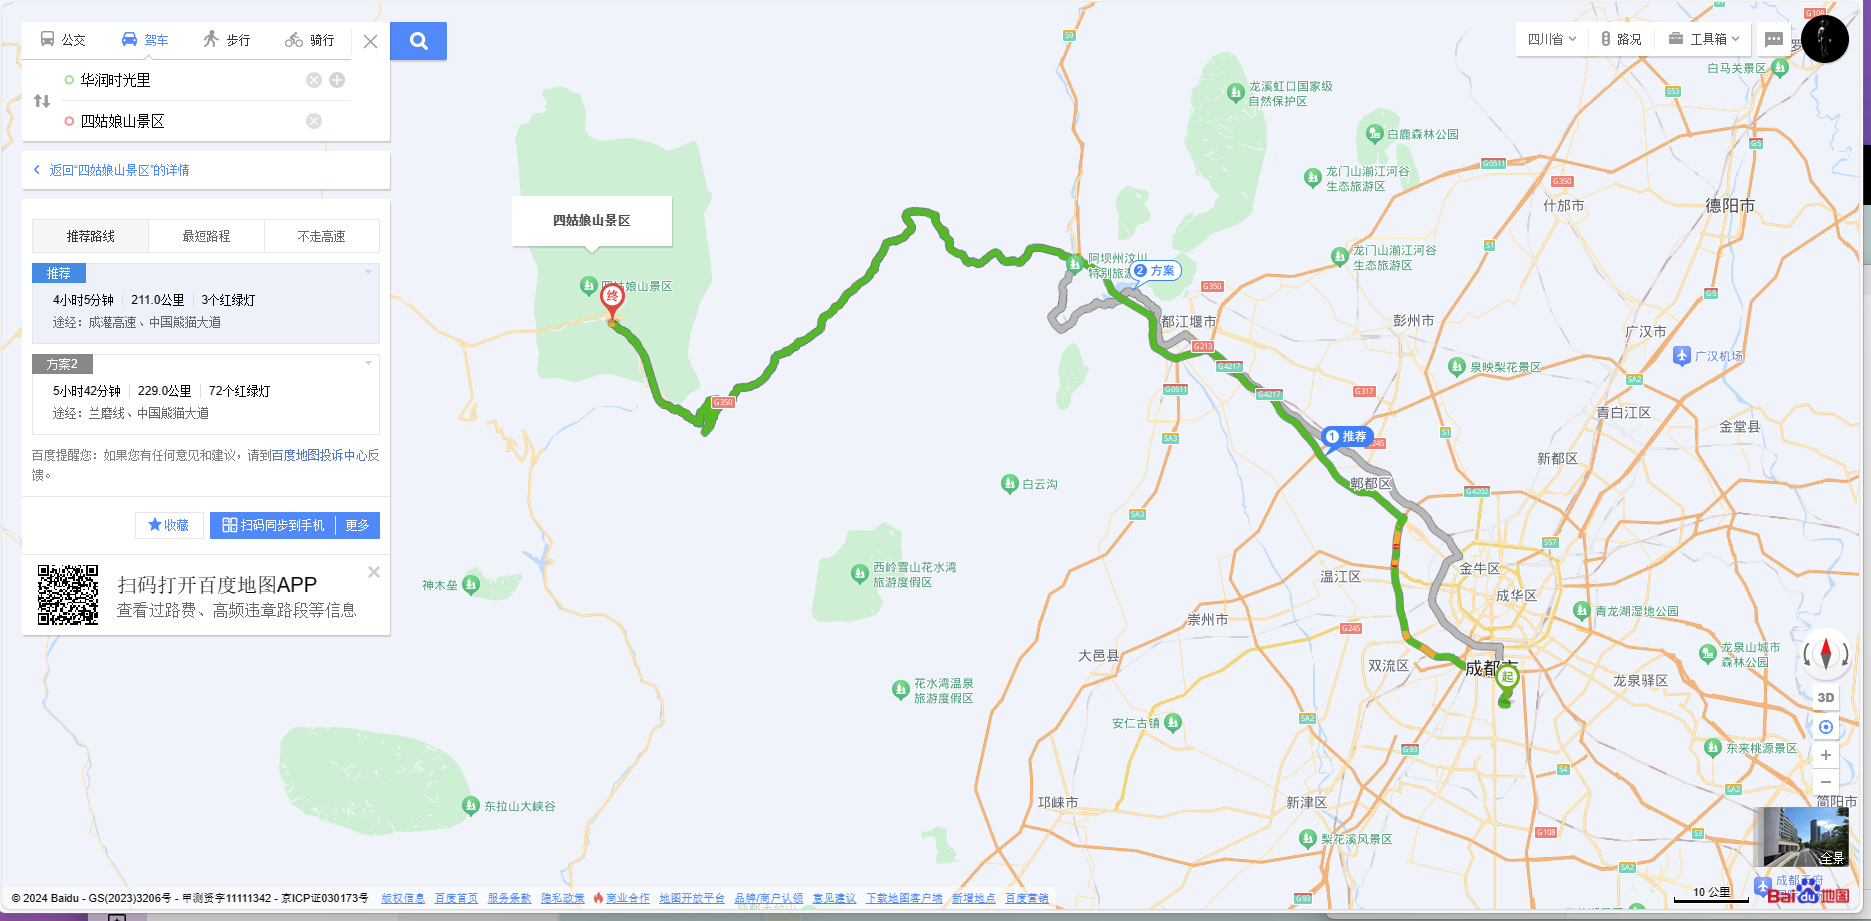 公交
驾车
步行
骑行
华润时光里
四姑娘山景区
返回“四姑娘山景区”的详情
推荐路线
最短路程
不走高速
推荐
4小时5分钟 211.0公里 3个红绿灯
途经：成灌高速、中国熊猫大道
方案2
5小时42分钟 229.0公里 72个红绿灯
途经：兰磨线、中国熊猫大道
百度提醒您：如果您有任何意见和建议，请到百度地图投诉中心反
馈。
收藏
扫码同步到手机
更多
扫码打开百度地图APP
查看过路费、高频违章路段等信息
四川省
路况
工具箱
G108
S9
白马关景区
龙溪虹口国家级
自然保护区
S53
白鹿森林公园
G5
G0511
龙门山湔江河谷
生态旅游区
G350
什邡市
德阳市
四姑娘山景区
S1
龙门山湔江河谷
生态旅游区
阿坝州汶川
特别旅游
2 方案
四姑娘山景区
终
G350
G5
都江堰市
彭州市
广汉市
G213
广汉机场
G4217
泉映梨花景区
SA2
G0511
G4217
G317
G350
青白江区
金堂县
SA3
1 推荐
G245
S1
新都区
白云沟
郫都区
G4202
SA3
S57
西岭雪山花水湾
旅游度假区
金牛区
温江区
神木垒
成华区
青龙湖湿地公园
崇州市
G245
大邑县
双流区
成都市
起
龙泉山城市
森林公园
龙泉驿区
花水湾温泉
旅游度假区
安仁古镇
SA2
3D
G93
东来桃源景区
S4
SA2
东拉山大峡谷
邛崃市
新津区
简阳市
G108
S3
梨花溪风景区
全景
SA2
成都天府
10 公里
G93
Bai du 地图
© 2024 Baidu - GS(2023)3206号 - 甲测资字11111342 - 京ICP证030173号 版权信息 百度首页 服务条款 隐私政策 商业合作 地图开放平台 品牌/商户认领 意见建议 下载地图客户端 新增地点 百度营销